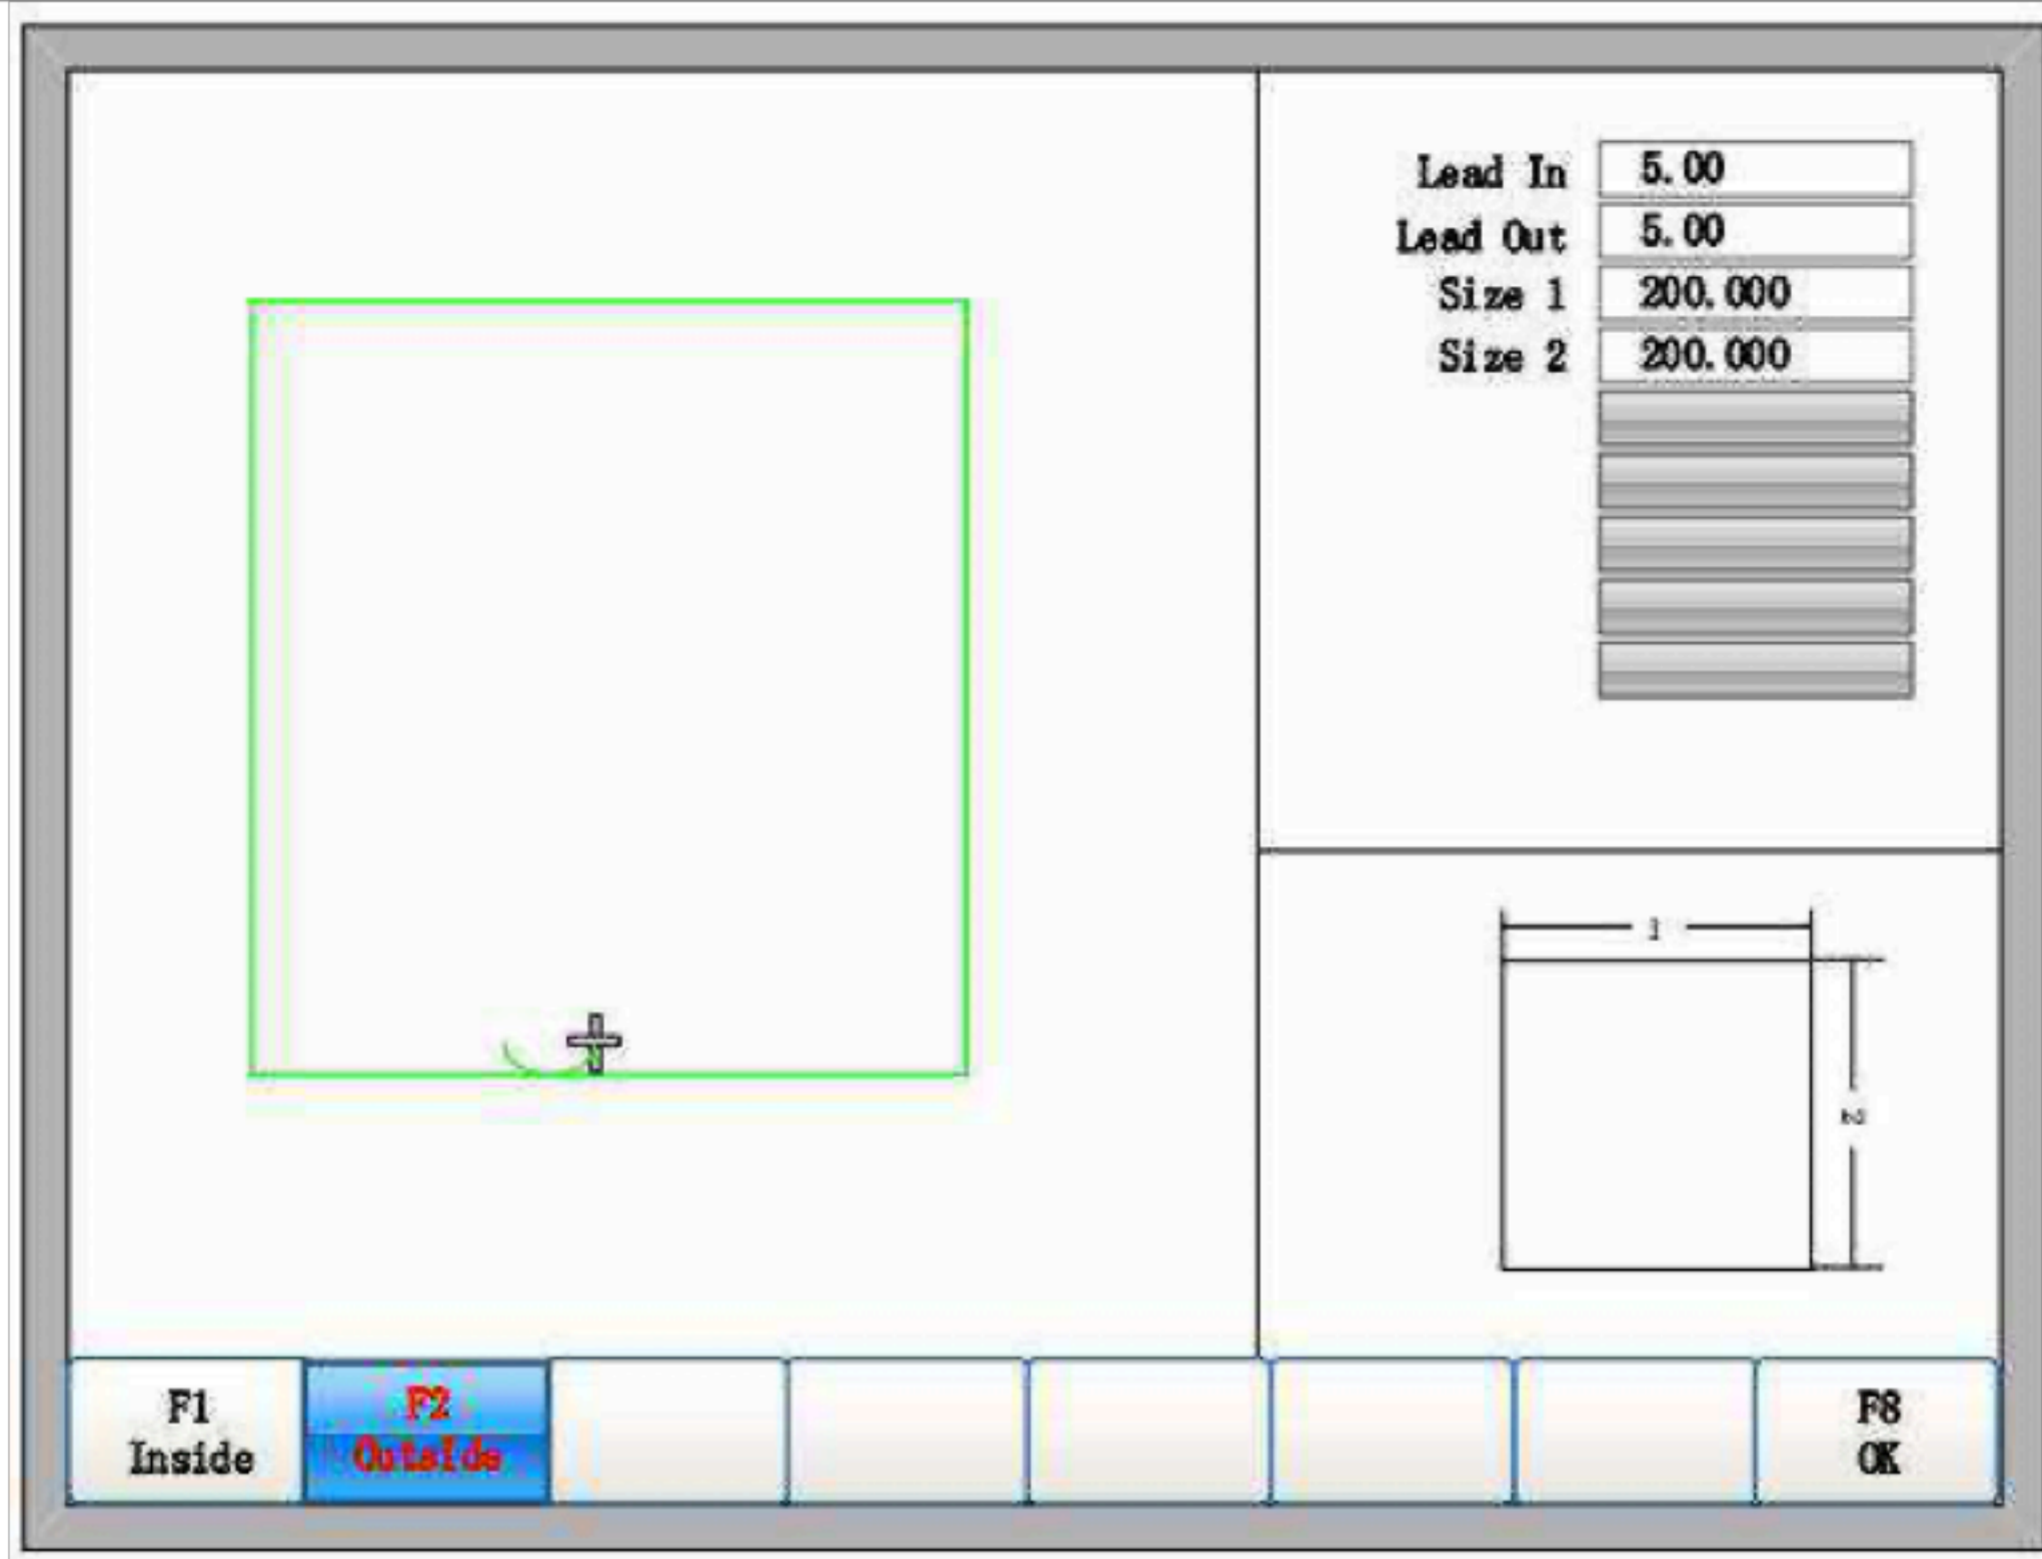 Lead In 5.00
Lead Out 5.00
Size 1 200.000
Size 2 200.000
1
2
F1
Inside
F2
Outside
F8
OK